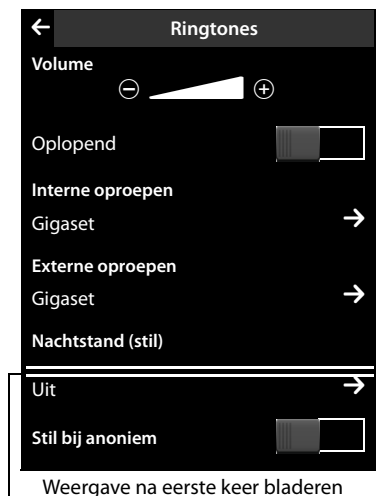 Ringtones
Volume
Oplopend
Interne oproepen
Gigaset
Externe oproepen
Gigaset
Nachtstand (stil)
Uit
Stil bij anoniem
Weergave na eerste keer bladeren